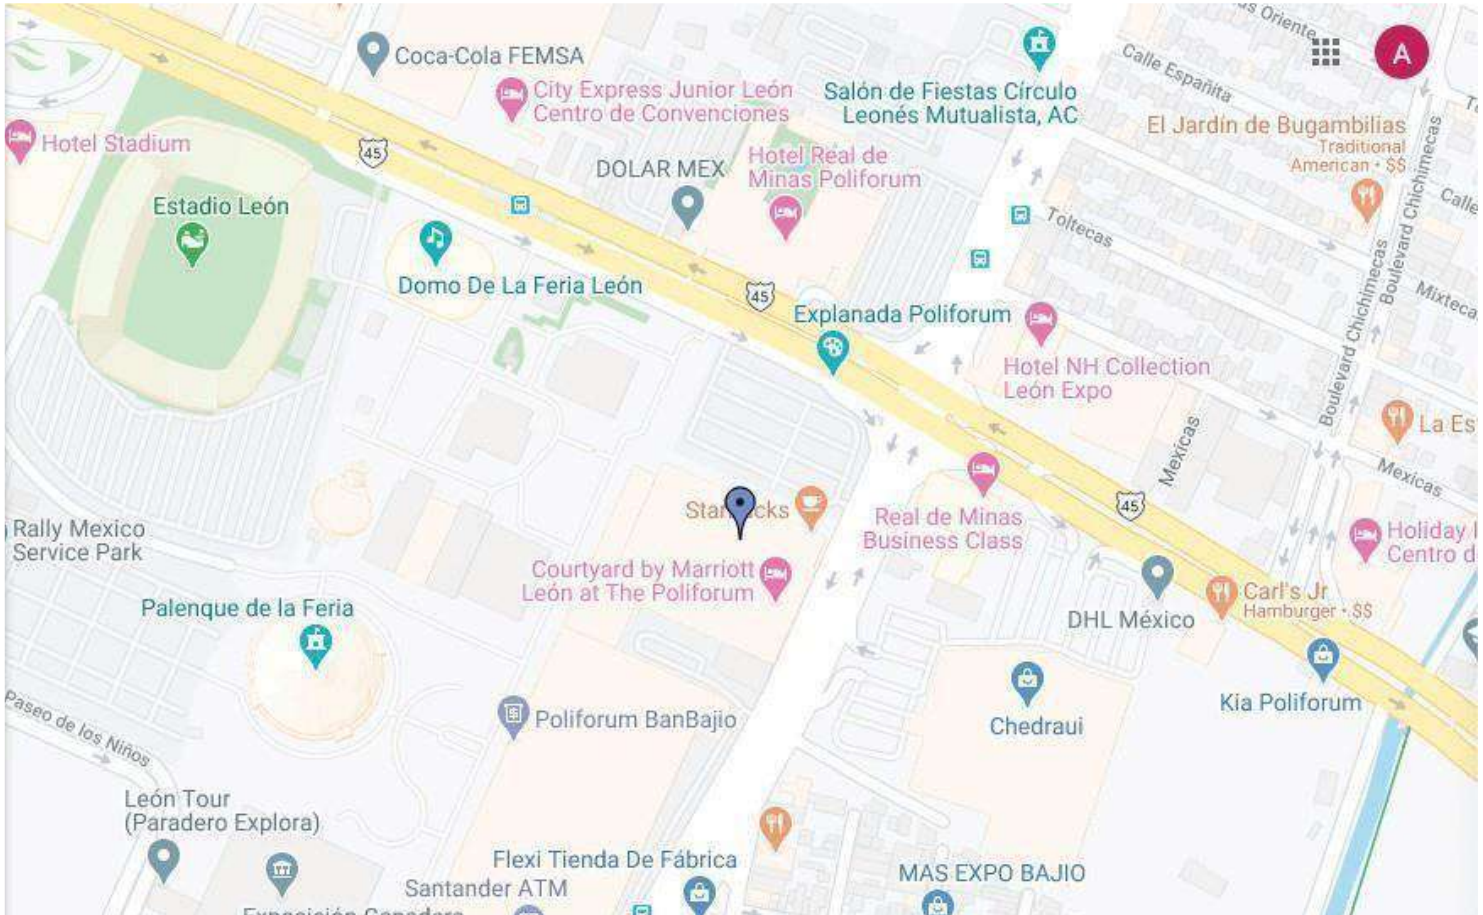 as Oriente
Coca-Cola FEMSA
A
Calle Españita
City Express Junior León
Centro de Convenciones
Salón de Fiestas Círculo
Leonés Mutualista, AC
El Jardín de Bugambilias
Traditional
American · $$
Hotel Stadium
45
DOLAR MEX
Hotel Real de
Minas Poliforum
Boulevard Chichimecas
Calle
Estadio León
Toltecas
Domo De La Feria León
45
Explanada Poliforum
Boulevard Chichimecas
Mixteca
Hotel NH Collection
León Expo
La Es
Mexicas
Mexicas
45
Rally Mexico
Service Park
Real de Minas
Business Class
Holiday I
Centro d
Courtyard by Marriott
León at The Poliforum
Carl's Jr
Hamburger · $$
DHL México
Palenque de la Feria
Kia Poliforum
Poliforum BanBajio
Chedraui
Paseo de los Niños
León Tour
(Paradero Explora)
Flexi Tienda De Fábrica
Santander ATM
MAS EXPO BAJIO